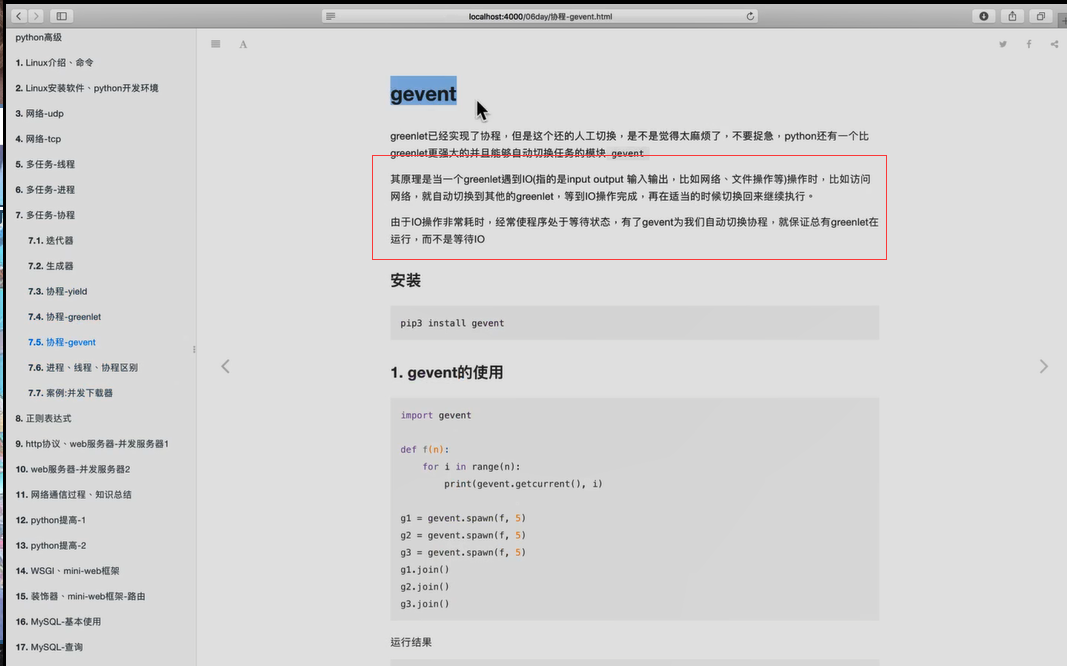 localhost:4000/06day/协程-gevent.html
python高级
1. Linux介绍、命令
2. Linux安装软件、python开发环境
3. 网络-udp
4. 网络-tcp
5. 多任务-线程
6. 多任务-进程
7. 多任务-协程
7.1. 迭代器
7.2. 生成器
7.3. 协程-yield
7.4. 协程-greenlet
7.5. 协程-gevent
7.6. 进程、线程、协程区别
7.7. 案例:并发下载器
8. 正则表达式
9. http协议、web服务器-并发服务器1
10. web服务器-并发服务器2
11. 网络通信过程、知识总结
12. python提高-1
13. python提高-2
14. WSGI、mini-web框架
15. 装饰器、mini-web框架-路由
16. MySQL-基本使用
17. MySQL-查询
A
gevent
greenlet已经实现了协程，但是这个还的人工切换，是不是觉得太麻烦了，不要捉急，python还有一个比
greenlet更强大的并且能够自动切换任务的模块 gevent
其原理是当一个greenlet遇到IO(指的是input output 输入输出，比如网络、文件操作等)操作时，比如访问
网络，就自动切换到其他的greenlet，等到IO操作完成，再在适当的时候切换回来继续执行。
由于IO操作非常耗时，经常使程序处于等待状态，有了gevent为我们自动切换协程，就保证总有greenlet在
运行，而不是等待IO
安装
pip3 install gevent
1. gevent的使用
import gevent
def f(n):
for i in range(n):
print(gevent.getcurrent(), i)
g1 = gevent.spawn(f, 5)
g2 = gevent.spawn(f, 5)
g3 = gevent.spawn(f, 5)
g1.join()
g2.join()
g3.join()
运行结果